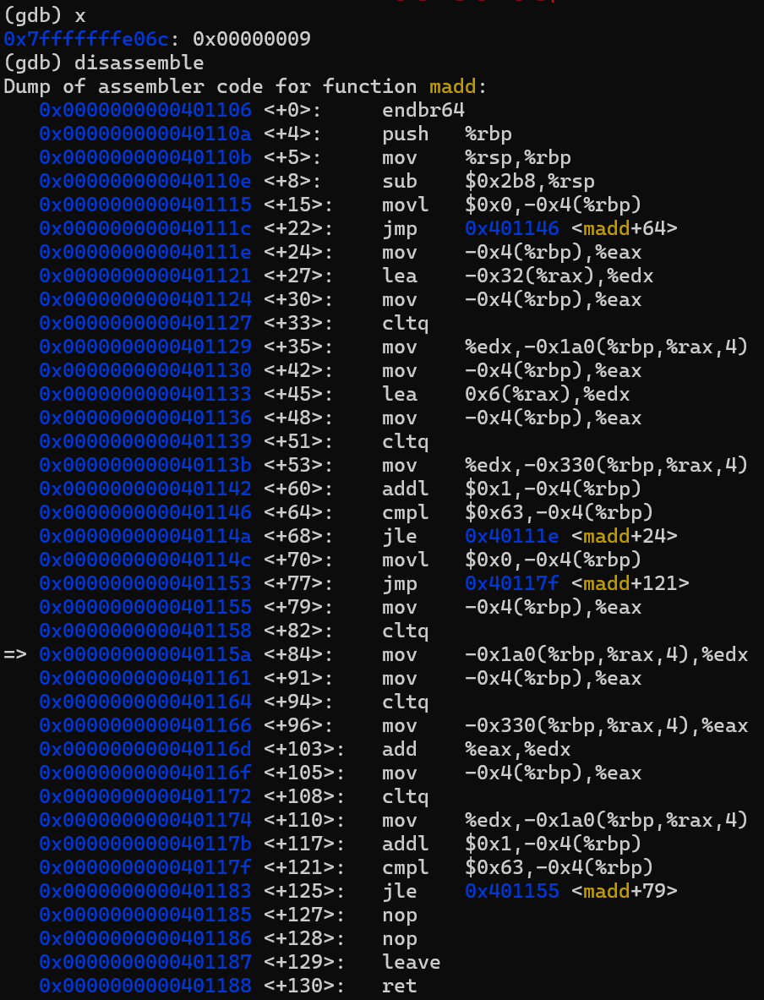 (gdb) x
0x7fffffffe06c: 0x00000009
(gdb) disassemble
Dump of assembler code for function madd:
   0x0000000000401106 <+0>:     endbr64
   0x000000000040110a <+4>:     push   %rbp
   0x000000000040110b <+5>:     mov    %rsp,%rbp
   0x000000000040110e <+8>:     sub    $0x2b8,%rsp
   0x0000000000401115 <+15>:    movl   $0x0,-0x4(%rbp)
   0x000000000040111c <+22>:    jmp    0x401146 <madd+64>
   0x000000000040111e <+24>:    mov    -0x4(%rbp),%eax
   0x0000000000401121 <+27>:    lea    -0x32(%rax),%edx
   0x0000000000401124 <+30>:    mov    -0x4(%rbp),%eax
   0x0000000000401127 <+33>:    cltq
   0x0000000000401129 <+35>:    mov    %edx,-0x1a0(%rbp,%rax,4)
   0x0000000000401130 <+42>:    mov    -0x4(%rbp),%eax
   0x0000000000401133 <+45>:    lea    0x6(%rax),%edx
   0x0000000000401136 <+48>:    mov    -0x4(%rbp),%eax
   0x0000000000401139 <+51>:    cltq
   0x000000000040113b <+53>:    mov    %edx,-0x330(%rbp,%rax,4)
   0x0000000000401142 <+60>:    addl   $0x1,-0x4(%rbp)
   0x0000000000401146 <+64>:    cmpl   $0x63,-0x4(%rbp)
   0x000000000040114a <+68>:    jle    0x40111e <madd+24>
   0x000000000040114c <+70>:    movl   $0x0,-0x4(%rbp)
   0x0000000000401153 <+77>:    jmp    0x40117f <madd+121>
   0x0000000000401155 <+79>:    mov    -0x4(%rbp),%eax
   0x0000000000401158 <+82>:    cltq
=> 0x000000000040115a <+84>:    mov    -0x1a0(%rbp,%rax,4),%edx
   0x0000000000401161 <+91>:    mov    -0x4(%rbp),%eax
   0x0000000000401164 <+94>:    cltq
   0x0000000000401166 <+96>:    mov    -0x330(%rbp,%rax,4),%eax
   0x000000000040116d <+103>:   add    %eax,%edx
   0x000000000040116f <+105>:   mov    -0x4(%rbp),%eax
   0x0000000000401172 <+108>:   cltq
   0x0000000000401174 <+110>:   mov    %edx,-0x1a0(%rbp,%rax,4)
   0x000000000040117b <+117>:   addl   $0x1,-0x4(%rbp)
   0x000000000040117f <+121>:   cmpl   $0x63,-0x4(%rbp)
   0x0000000000401183 <+125>:   jle    0x401155 <madd+79>
   0x0000000000401185 <+127>:   nop
   0x0000000000401186 <+128>:   nop
   0x0000000000401187 <+129>:   leave
   0x0000000000401188 <+130>:   ret